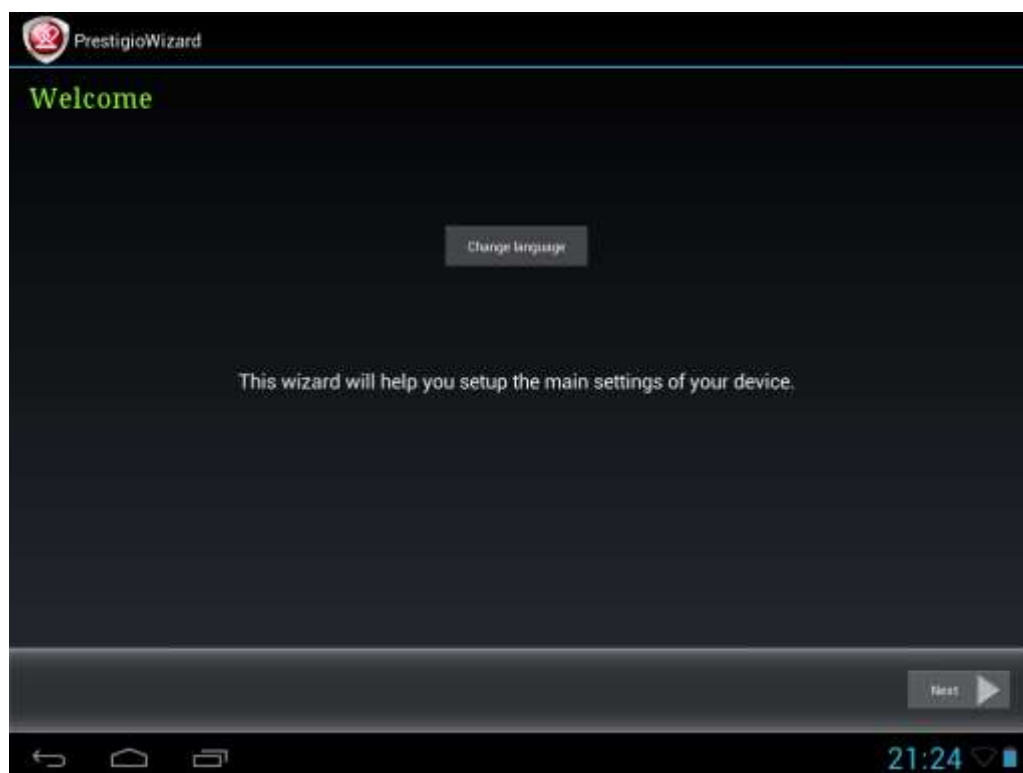 PrestigioWizard
Welcome
Change language
This wizard will help you setup the main settings of your device.
Next
21:24